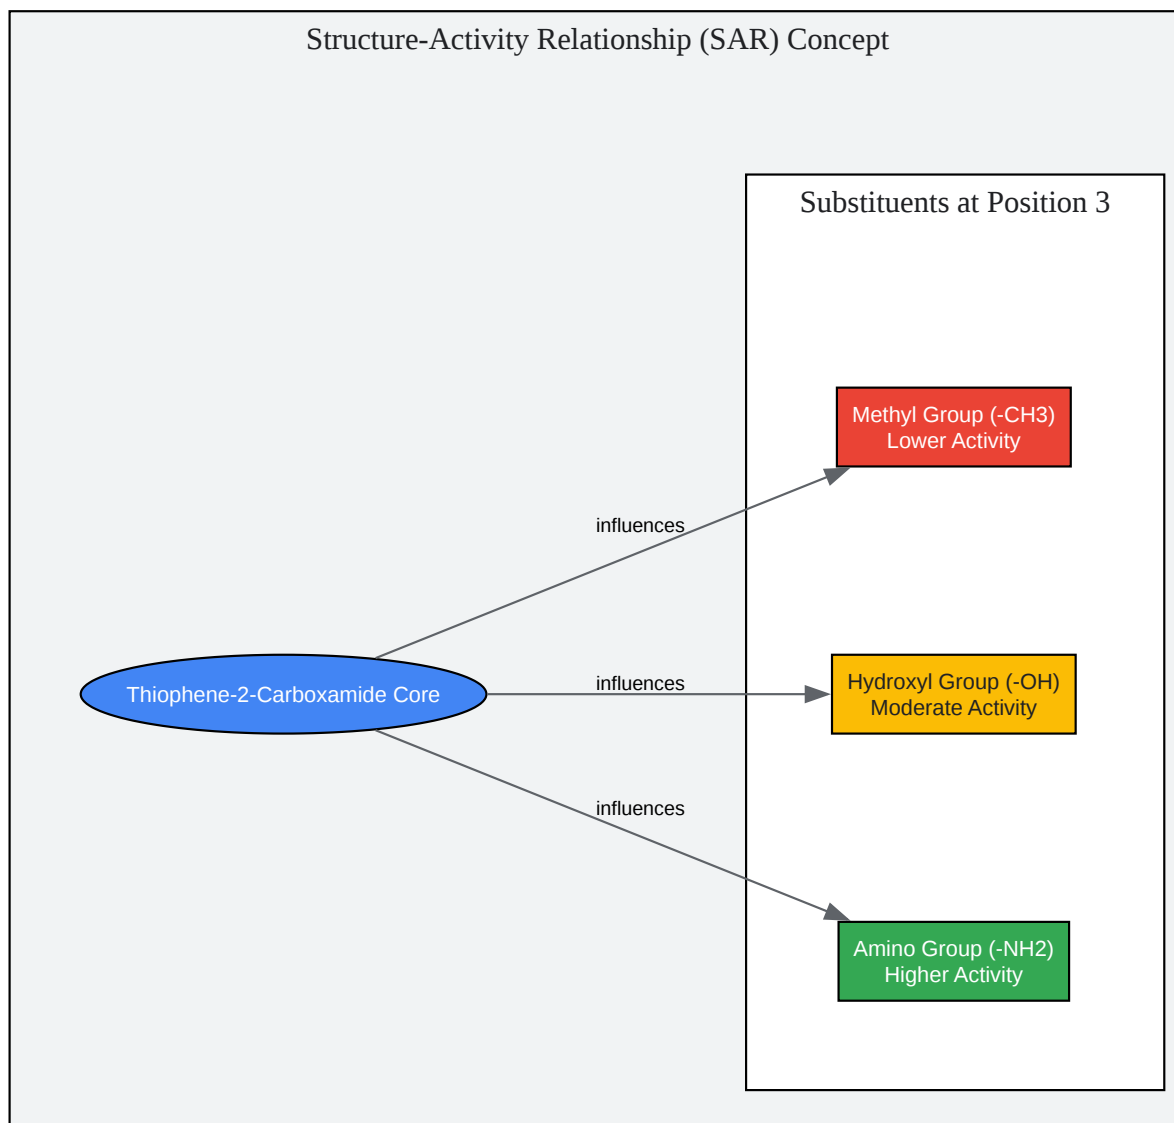 Structure-Activity Relationship (SAR) Concept
Substituents at Position 3
Methyl Group (-CH3)
Lower Activity
influences
Thiophene-2-Carboxamide Core
influences
Hydroxyl Group (-OH)
Moderate Activity
influences
Amino Group (-NH2)
Higher Activity